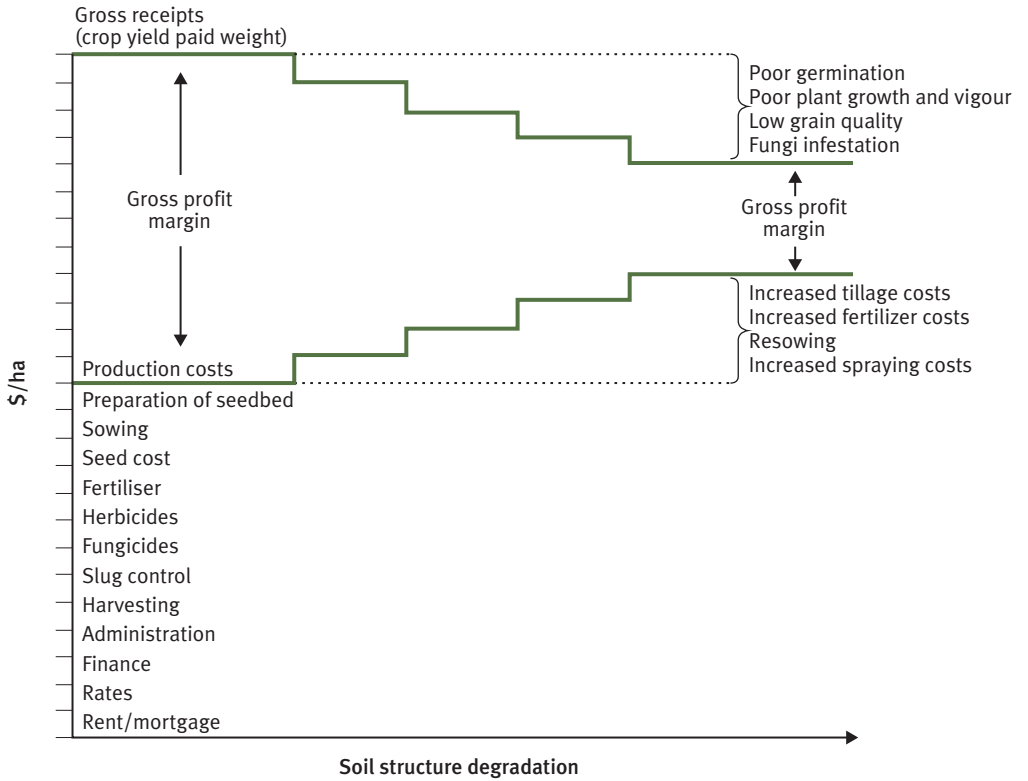 Gross receipts
(crop yield paid weight)
Poor germination
Poor plant growth and vigour
Low grain quality
Fungi infestation
Gross profit
margin
Gross profit
margin
Increased tillage costs
Increased fertilizer costs
Resowing
Increased spraying costs
Production costs
Preparation of seedbed
Sowing
Seed cost
Fertiliser
Herbicides
Fungicides
Slug control
Harvesting
Administration
Finance
Rates
Rent/mortgage
$/ha
Soil structure degradation